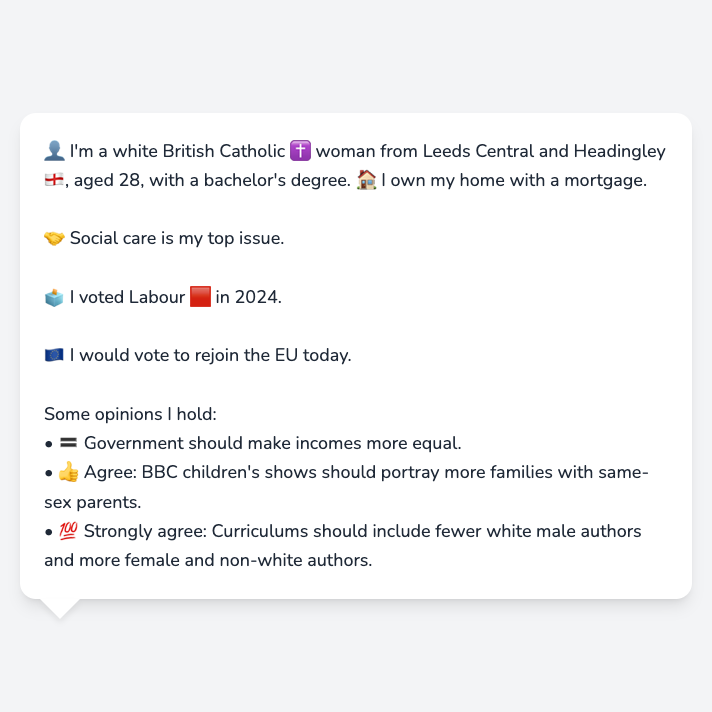 👤 I'm a white British Catholic ✝️ woman from Leeds Central and Headingley
🏴󠁧󠁢󠁥󠁮󠁧󠁿, aged 28, with a bachelor's degree. 🏠 I own my home with a mortgage.
🤝 Social care is my top issue.
🗳️ I voted Labour 🟥 in 2024.
🇪🇺 I would vote to rejoin the EU today.
Some opinions I hold:
• 🟰 Government should make incomes more equal.
• 👍 Agree: BBC children's shows should portray more families with same-
sex parents.
• 💯 Strongly agree: Curriculums should include fewer white male authors
and more female and non-white authors.